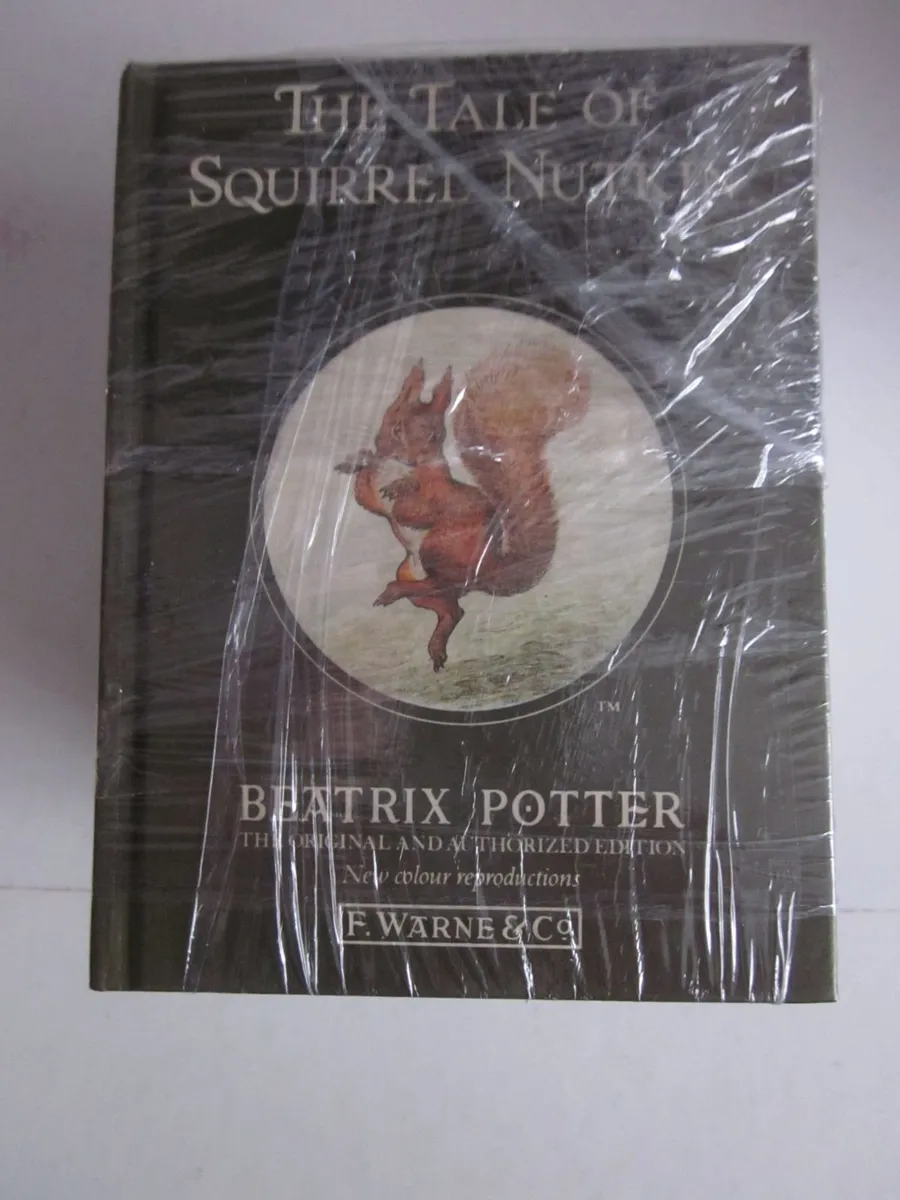 THE TALE OF
SQUIRREL NUTKIN
TM
BEATRIX POTTER
THE ORIGINAL AND AUTHORIZED EDITION
New colour reproductions
F. WARNE & Co.